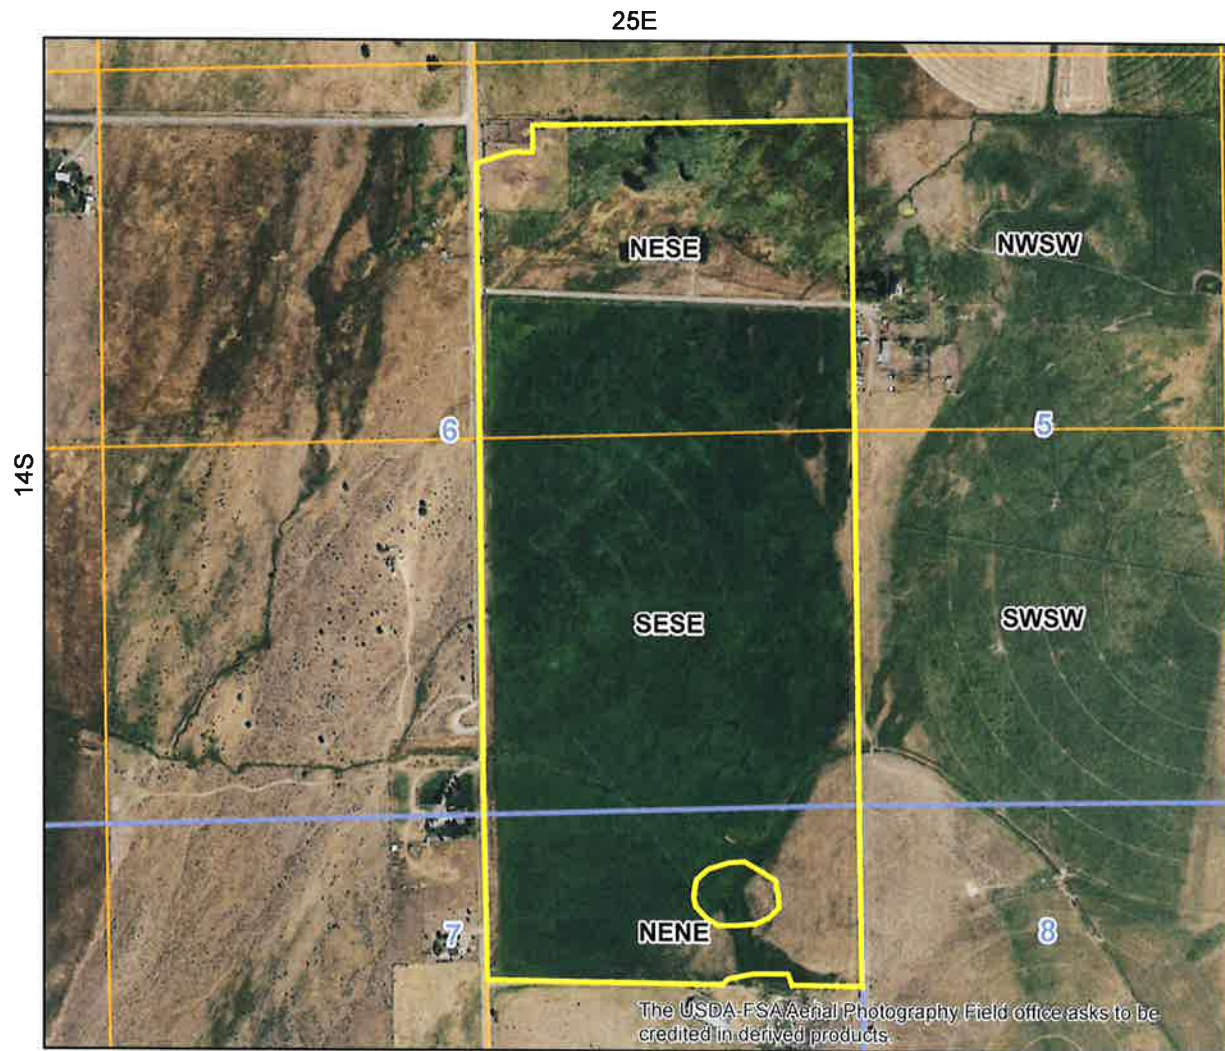 25E
14S
NESE
NWSW
6
5
SESE
SWSW
7
NENE
8
The USDA-FSA Aerial Photography Field office asks to be
credited in derived products.